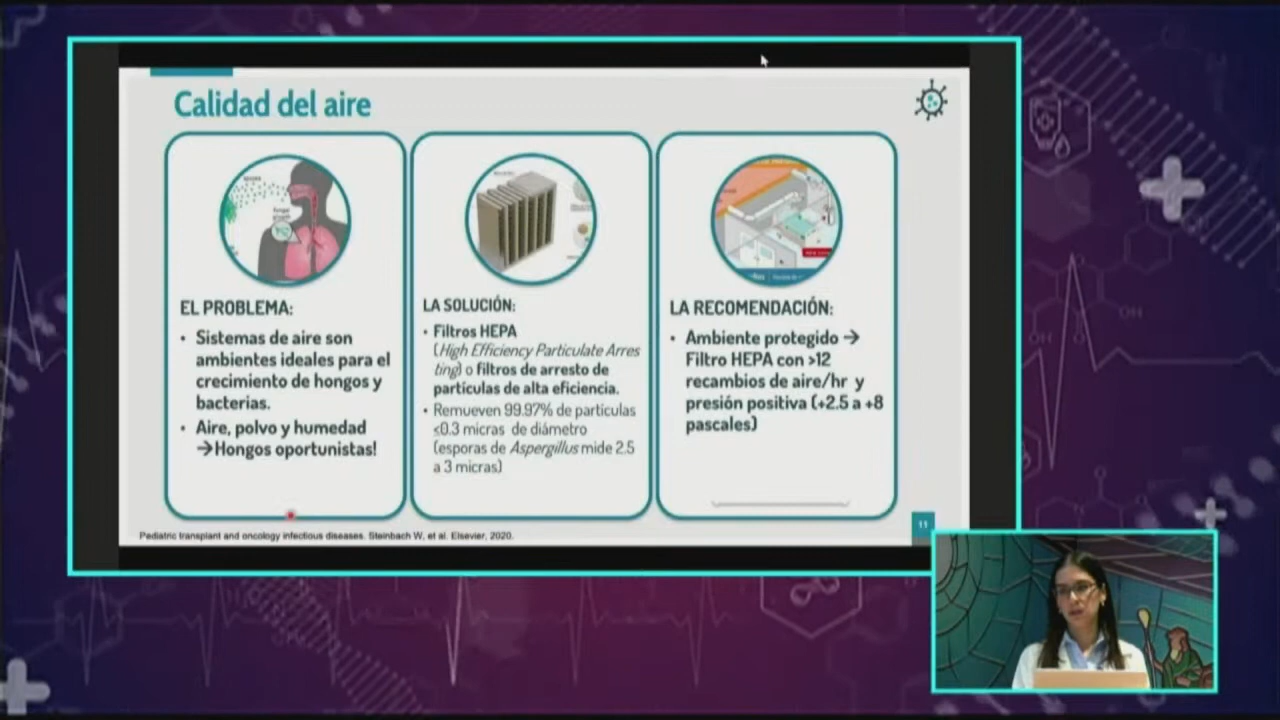 Calidad del aire
EL PROBLEMA:
• Sistemas de aire son
ambientes ideales para el
crecimiento de hongos y
bacterias.
• Aire, polvo y humedad
→Hongos oportunistas!
LA SOLUCIÓN:
• Filtros HEPA
(High Efficiency Particulate Arres
ting) o filtros de arresto de
partículas de alta eficiencia.
• Remueven 99.97% de partículas
≤0.3 micras de diámetro
(esporas de Aspergillus mide 2.5
a 3 micras)
LA RECOMENDACIÓN:
• Ambiente protegido →
Filtro HEPA con >12
recambios de aire/hr y
presión positiva (+2.5 a +8
pascales)
Pediatric transplant and oncology infectious diseases. Steinbach W, et al. Elsevier, 2020.
11
OH
OH